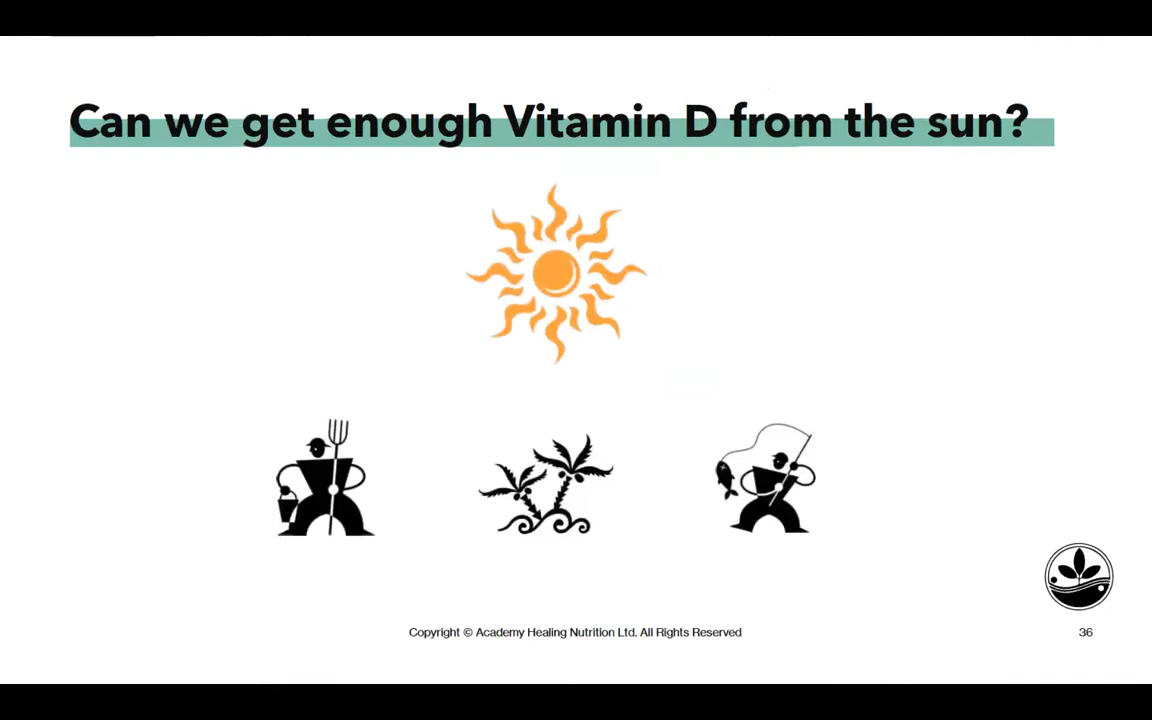 Can we get enough Vitamin D from the sun?
Copyright © Academy Healing Nutrition Ltd. All Rights Reserved
36